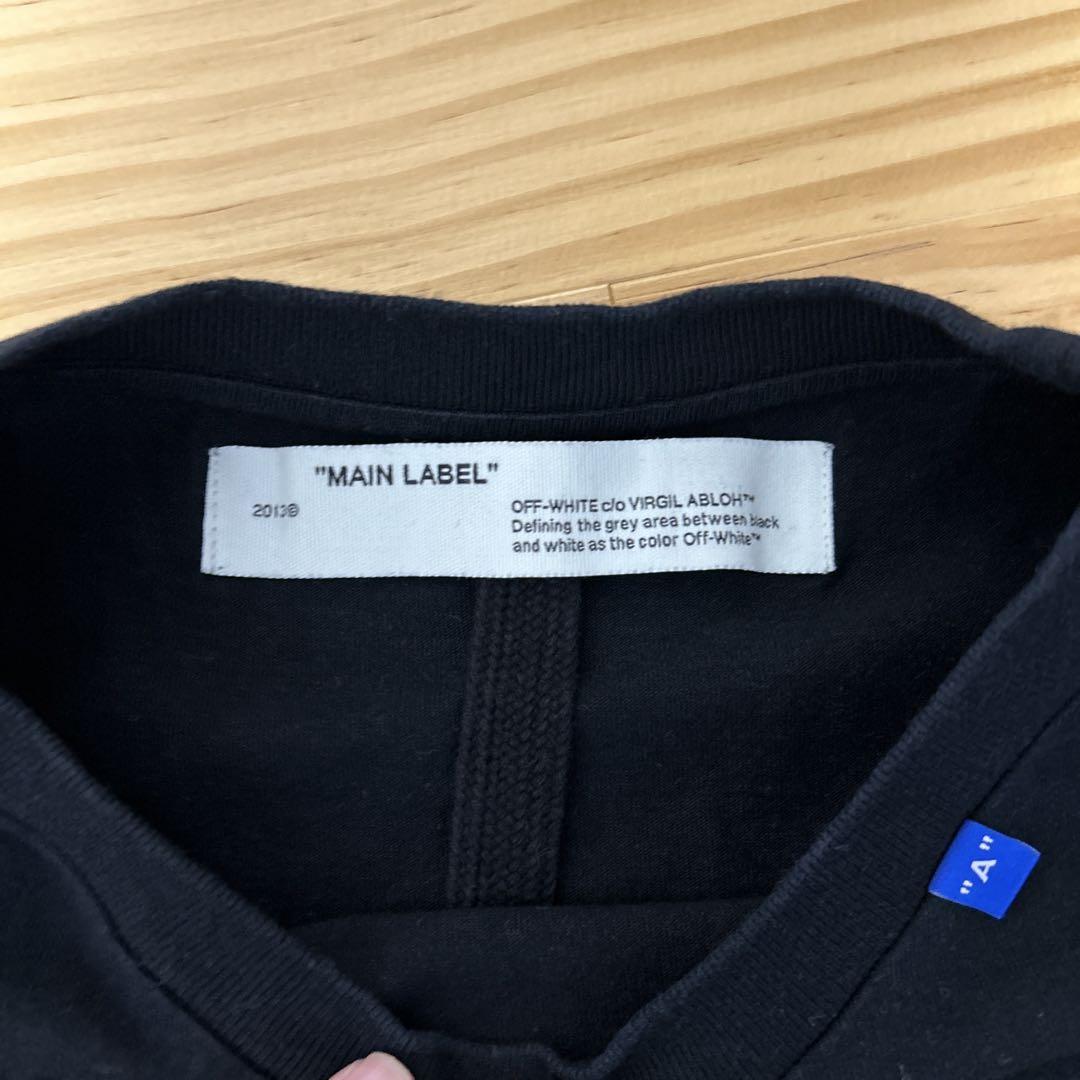 "MAIN LABEL"
2013©
OFF-WHITE c/o VIRGIL ABLOH™
Defining the grey area between black
and white as the color Off-White™
"A"